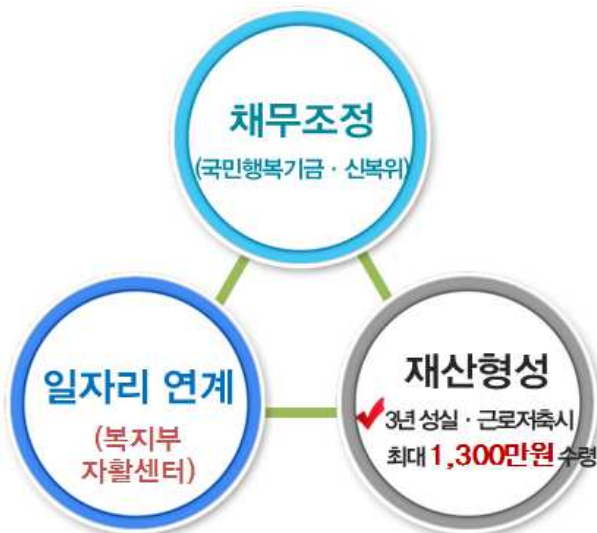 채무조정
(국민행복기금 · 신복위)
일자리 연계
(복지부
자활센터)
재산형성
3년 성실 · 근로저축시
최대 1,300만원 수령